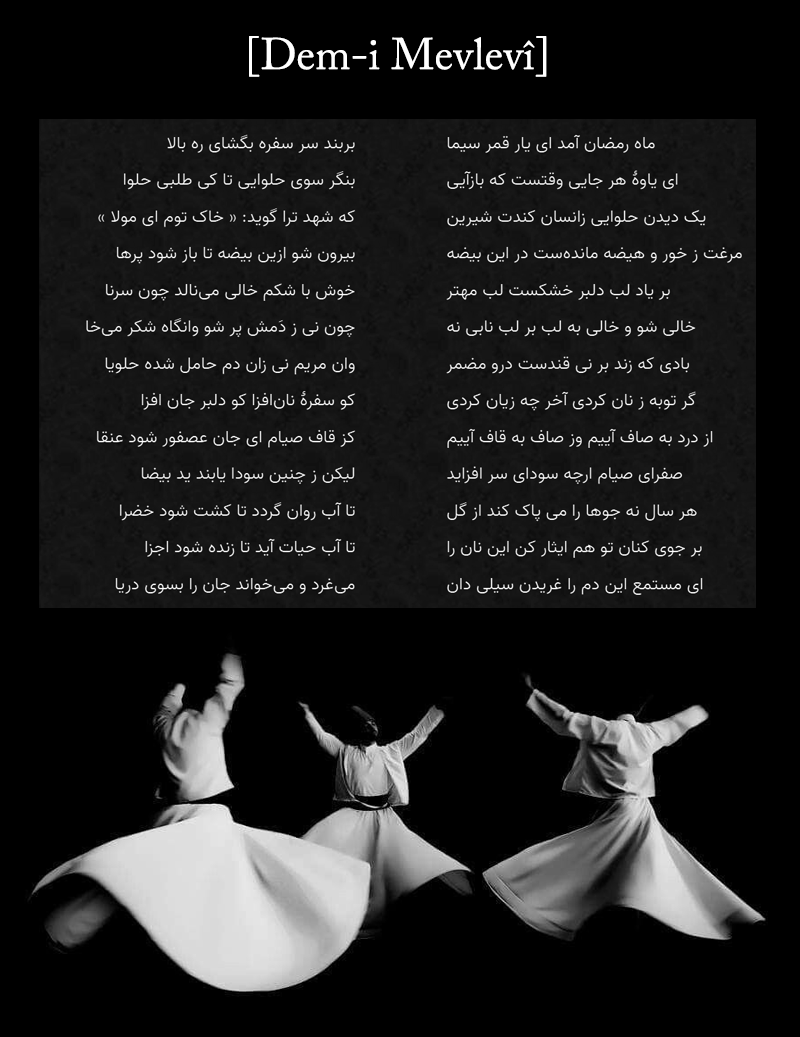 [Dem-i Mevlevî]
ماه رمضان آمد ای یار قمر سیما بربند سر سفره بگشای ره بالا
ای یاوهٔ هر جایی وقتست که بازآیی بنگر سوی حلوایی تا کی طلبی حلوا
یک دیدن حلوایی زانسان کندت شیرین که شهد ترا گوید: « خاک توم ای مولا »
مرغت ز خور و هیضه مانده‌ست در این بیضه بیرون شو ازین بیضه تا باز شود پرها
بر یاد لب دلبر خشکست لب مهتر خوش با شکم خالی می‌نالد چون سرنا
خالی شو و خالی به لب بر لب نابی نه چون نی ز دَمش پر شو وانگاه شکر می‌خا
بادی که زند بر نی قندست درو مضمر وان مریم نی زان دم حامل شده حلویا
گر توبه ز نان کردی آخر چه زیان کردی کو سفرهٔ نان‌افزا کو دلبر جان افزا
از درد به صاف آییم وز صاف به قاف آییم کز قاف صیام ای جان عصفور شود عنقا
صفرای صیام ارچه سودای سر افزاید لیکن ز چنین سودا یابند ید بیضا
هر سال نه جوها را می پاک کند از گل تا آب روان گردد تا کشت شود خضرا
بر جوی کنان تو هم ایثار کن این نان را تا آب حیات آید تا زنده شود اجزا
ای مستمع این دم را غریدن سیلی دان می‌غرد و می‌خواند جان را بسوی دریا